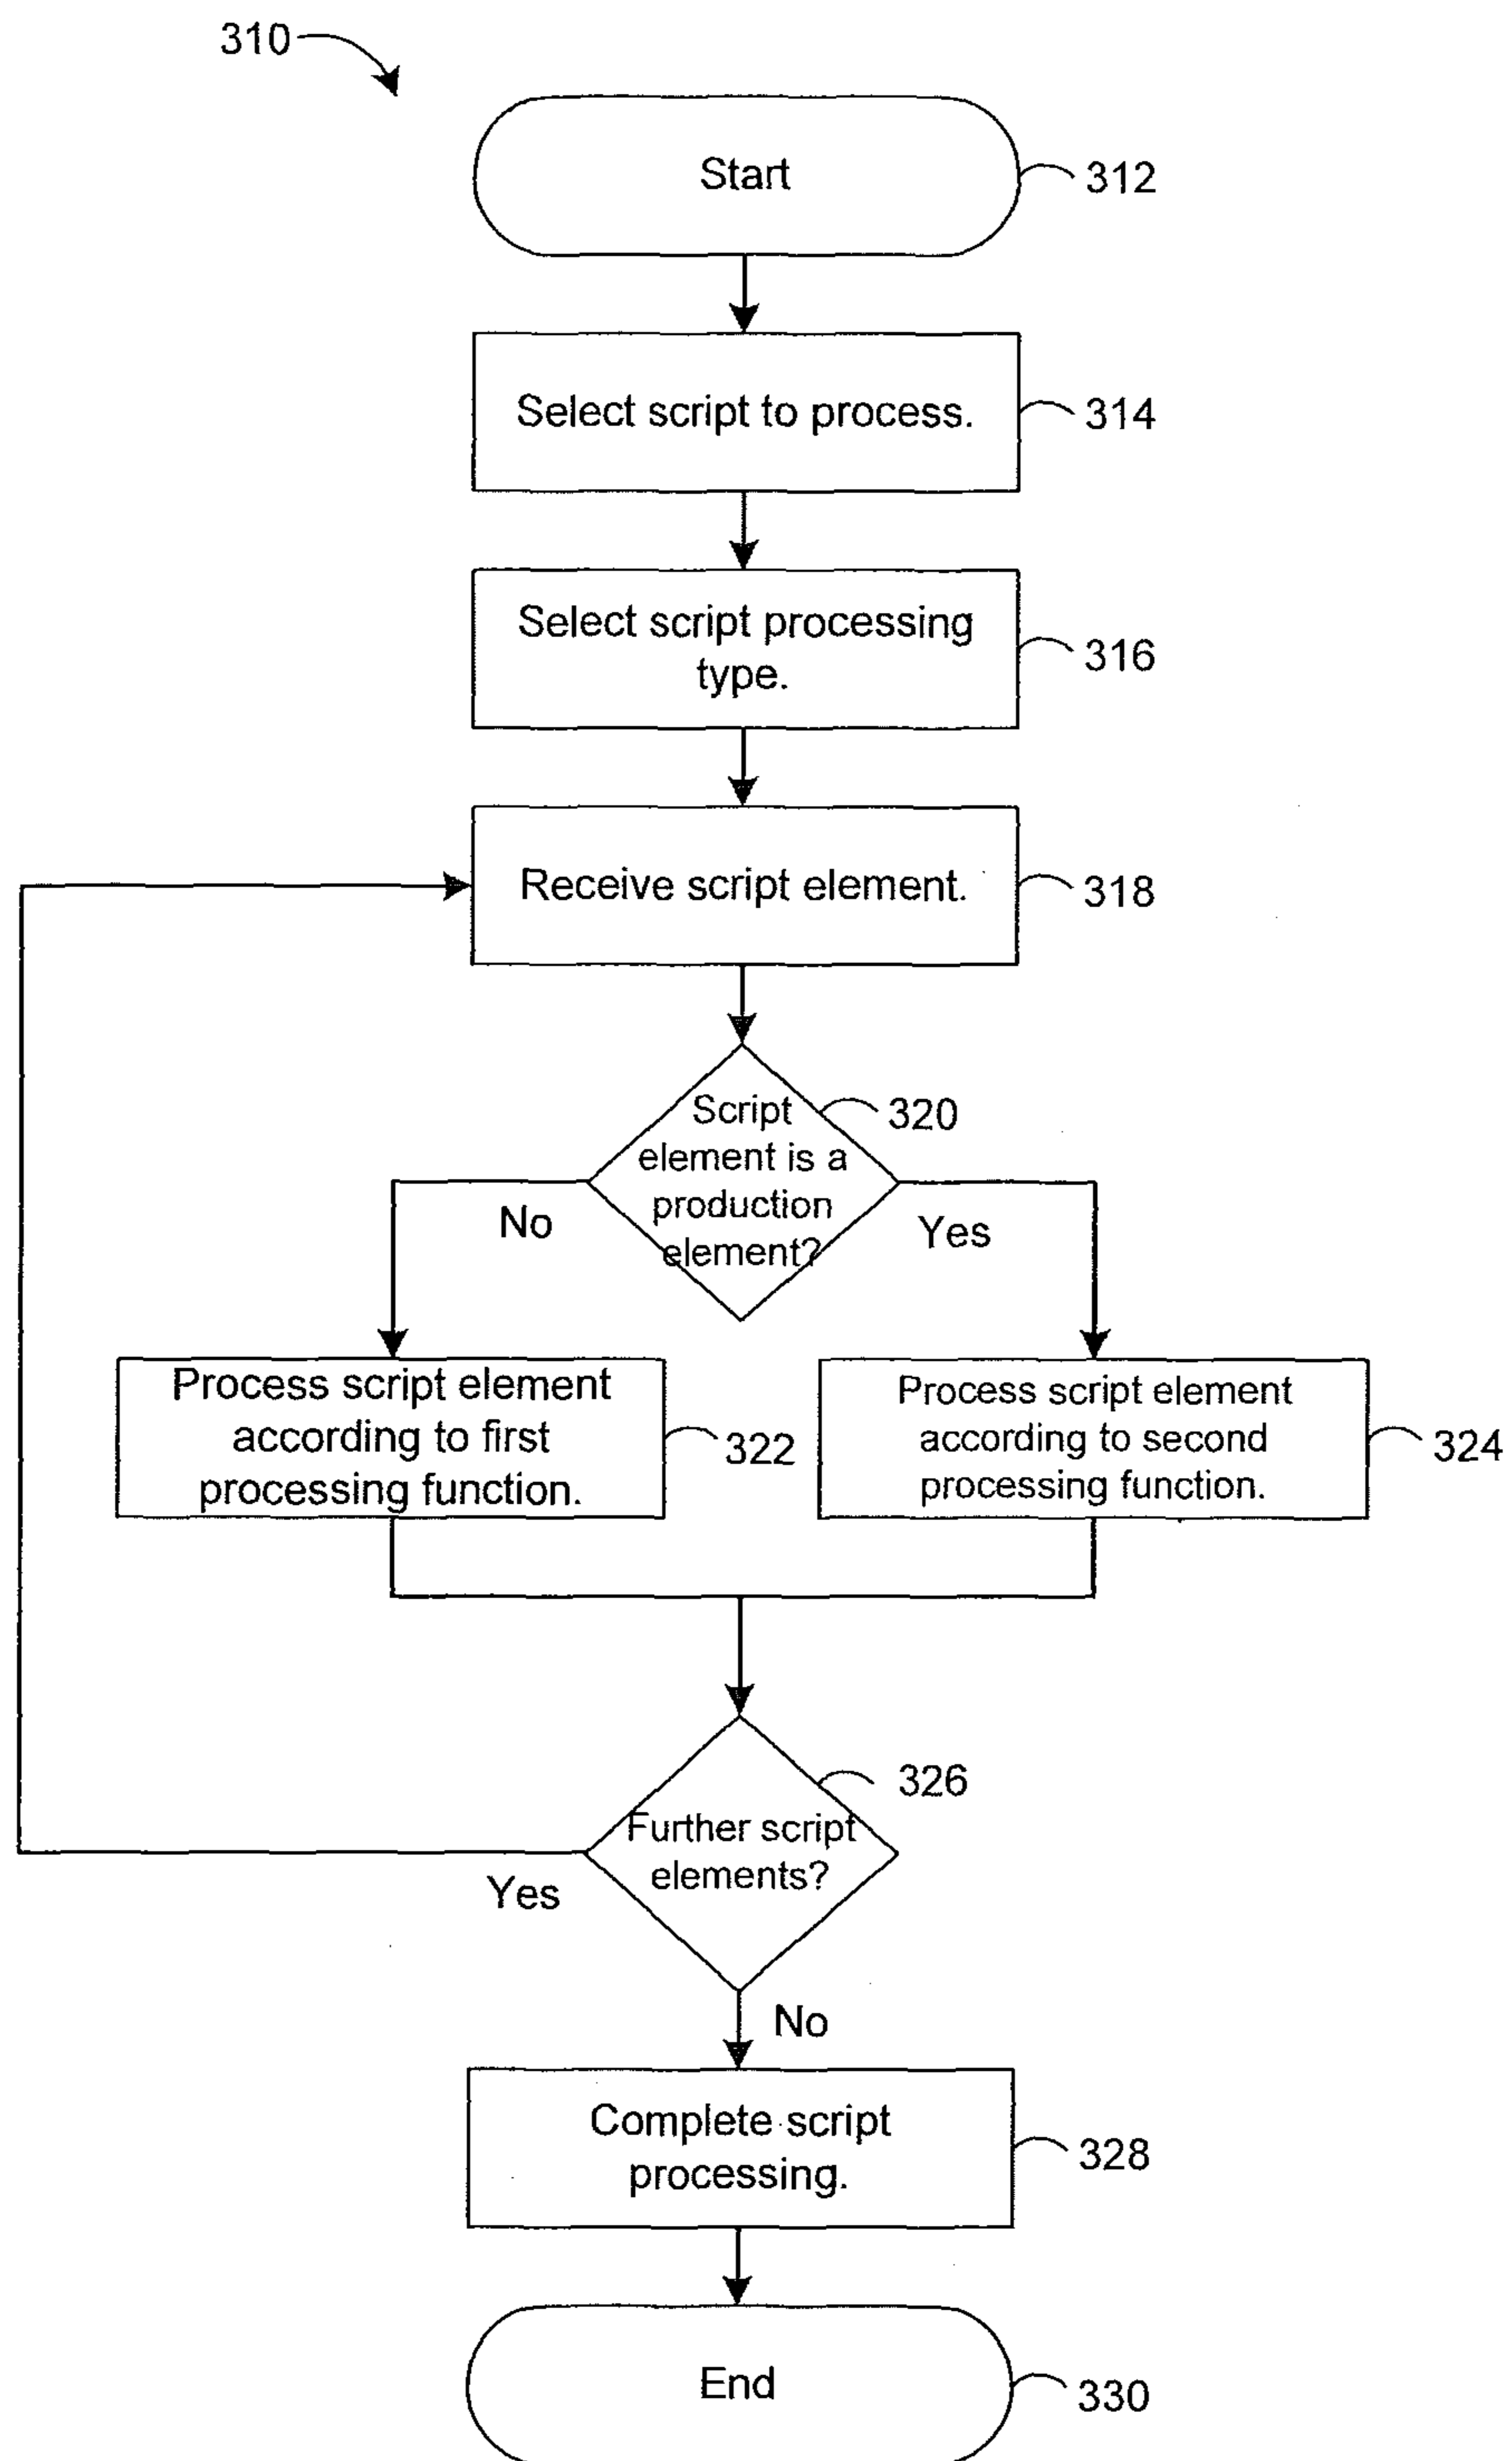 310
Start
312
Select script to process.
314
Select script processing
type.
316
Receive script element.
318
Script
element is a
production
element?
320
No
Yes
Process script element
according to first
processing function.
322
Process script element
according to second
processing function.
324
Further script
elements?
326
Yes
No
Complete script
processing.
328
End
330